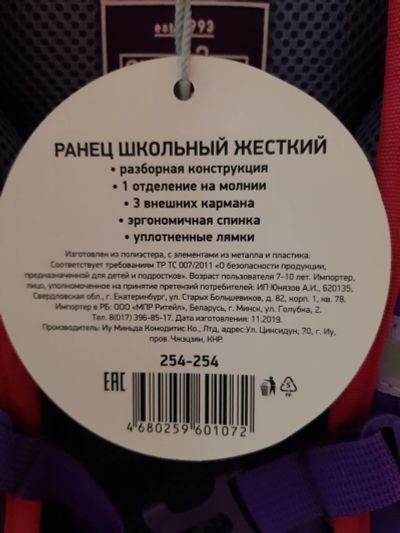 est. 1993
РАНЕЦ ШКОЛЬНЫЙ ЖЕСТКИЙ
• разборная конструкция
• 1 отделение на молнии
• 3 внешних кармана
• эргономичная спинка
• уплотненные лямки
Изготовлен из полиэстера, с элементами из металла и пластика.
Соответствует требованиям ТР ТС 007/2011 «О безопасности продукции,
предназначенной для детей и подростков». Возраст пользователя 7-10 лет. Импортер,
лицо, уполномоченное на принятие претензий потребителей: ИП Юнязов А.И., 620135,
Свердловская обл., г. Екатеринбург, ул. Старых Большевиков, д. 82, корп. 1, кв. 78.
Импортер в РБ: ООО «МПР Ритейл», Беларусь, г. Минск, ул. Голубка, 2.
Тел. 8(017) 396-85-17. Дата изготовления 11.2019.
Производитель: Иу Миньда Комодитис Ко., Лтд, адрес:Ул. Циксидун, 70, г. Иу,
пров. Чжэцзян, КНР.
254-254
EAC
5
PP
4 680259 601072